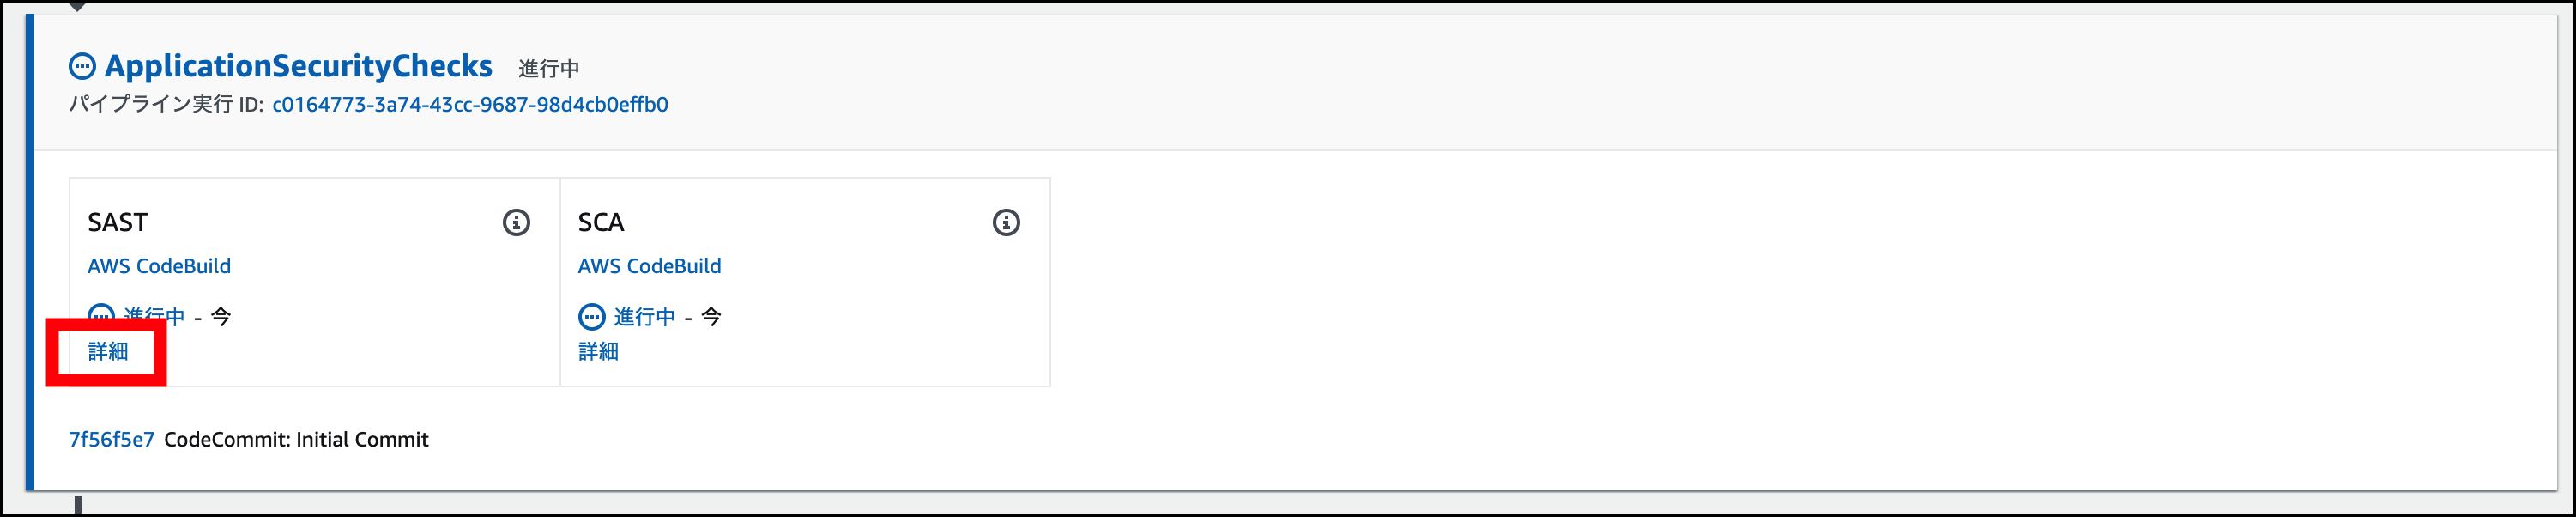 ApplicationSecurityChecks 進行中
パイプライン実行 ID: c0164773-3a74-43cc-9687-98d4cb0effb0
SAST
AWS CodeBuild
進行中 - 今
詳細
SCA
AWS CodeBuild
進行中 - 今
詳細
7f56f5e7 CodeCommit: Initial Commit